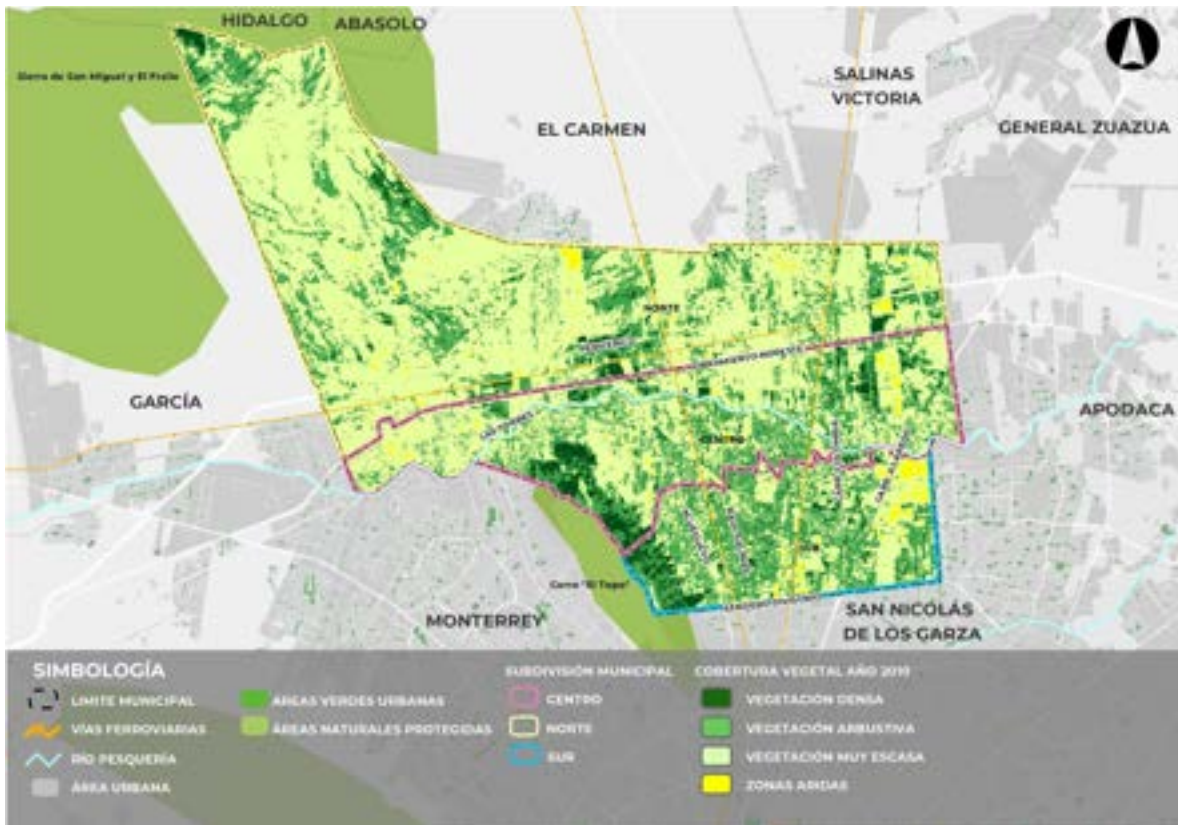 HIDALGO
ABASOLO
Sierra de San Miguel y El Fraile
SALINAS
VICTORIA
EL CARMEN
GENERAL ZUAZUA
NORTE
GARCÍA
APODACA
CENTRO
Cerro "El Topo"
MONTERREY
SAN NICOLÁS
DE LOS GARZA
SIMBOLOGÍA
LIMITE MUNICIPAL
VÍAS FERROVIARIAS
RÍO PESQUERÍA
ÁREA URBANA
ÁREAS VERDES URBANAS
ÁREAS NATURALES PROTEGIDAS
SUBDIVISIÓN MUNICIPAL
CENTRO
NORTE
SUR
COBERTURA VEGETAL AÑO 2019
VEGETACIÓN DENSA
VEGETACIÓN ARBUSTIVA
VEGETACIÓN MUY ESCASA
ZONAS ARIDAS